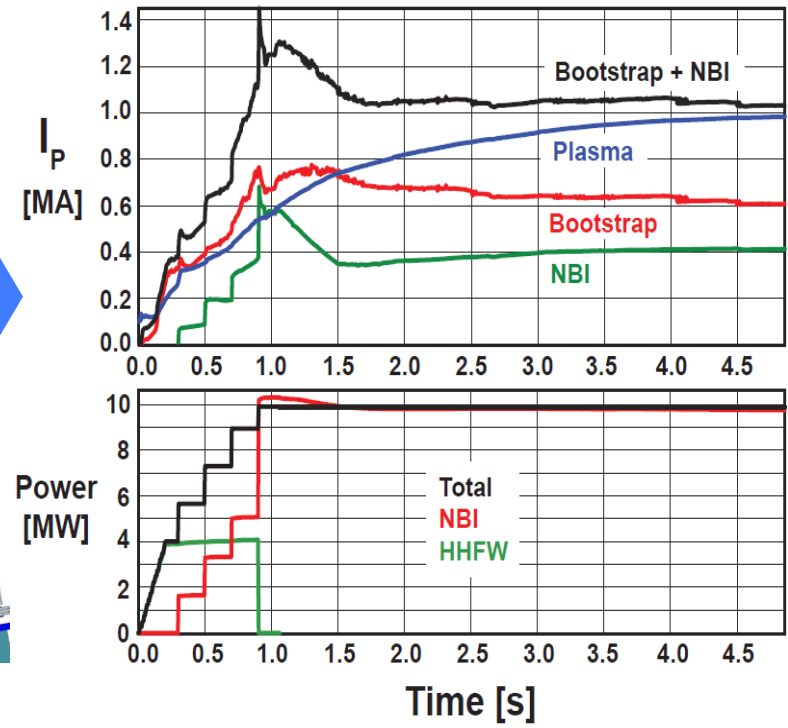 1.4
1.2
1.0
0.8
0.6
0.4
0.2
0.0
I_P
[MA]
Bootstrap + NBI
Plasma
Bootstrap
NBI
0.0 0.5 1.0 1.5 2.0 2.5 3.0 3.5 4.0 4.5
10
8
6
4
2
0
Power
[MW]
Total
NBI
HHFW
0.0 0.5 1.0 1.5 2.0 2.5 3.0 3.5 4.0 4.5
Time [s]